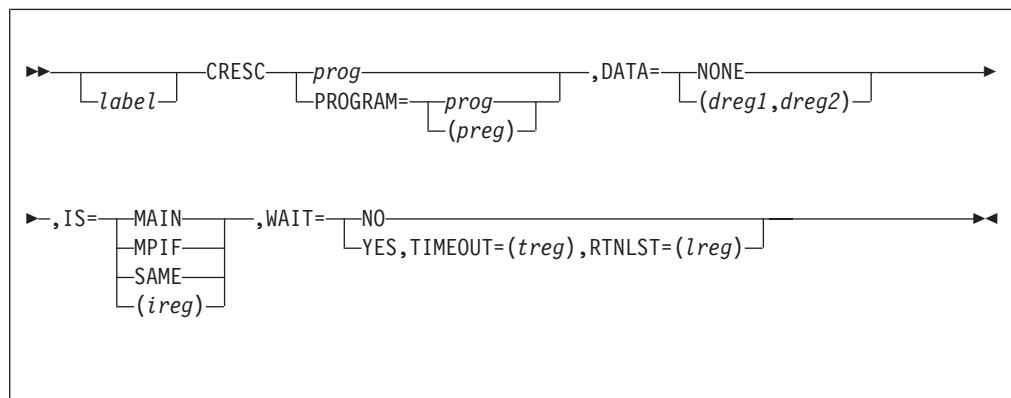 CRESC prog ,DATA= NONE
label PROGRAM= prog (dreg1,dreg2)
(preg)
,IS= MAIN ,WAIT= NO
MPIF YES,TIMEOUT=(treg),RTNLST=(lreg)
SAME
(ireg)